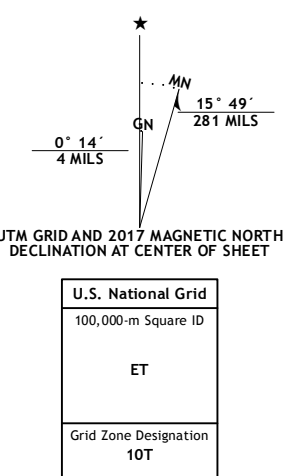 ★
MN
GN
15° 49´
281 MILS
0° 14´
4 MILS
UTM GRID AND 2017 MAGNETIC NORTH
DECLINATION AT CENTER OF SHEET
U.S. National Grid
100,000-m Square ID
ET
Grid Zone Designation
10T